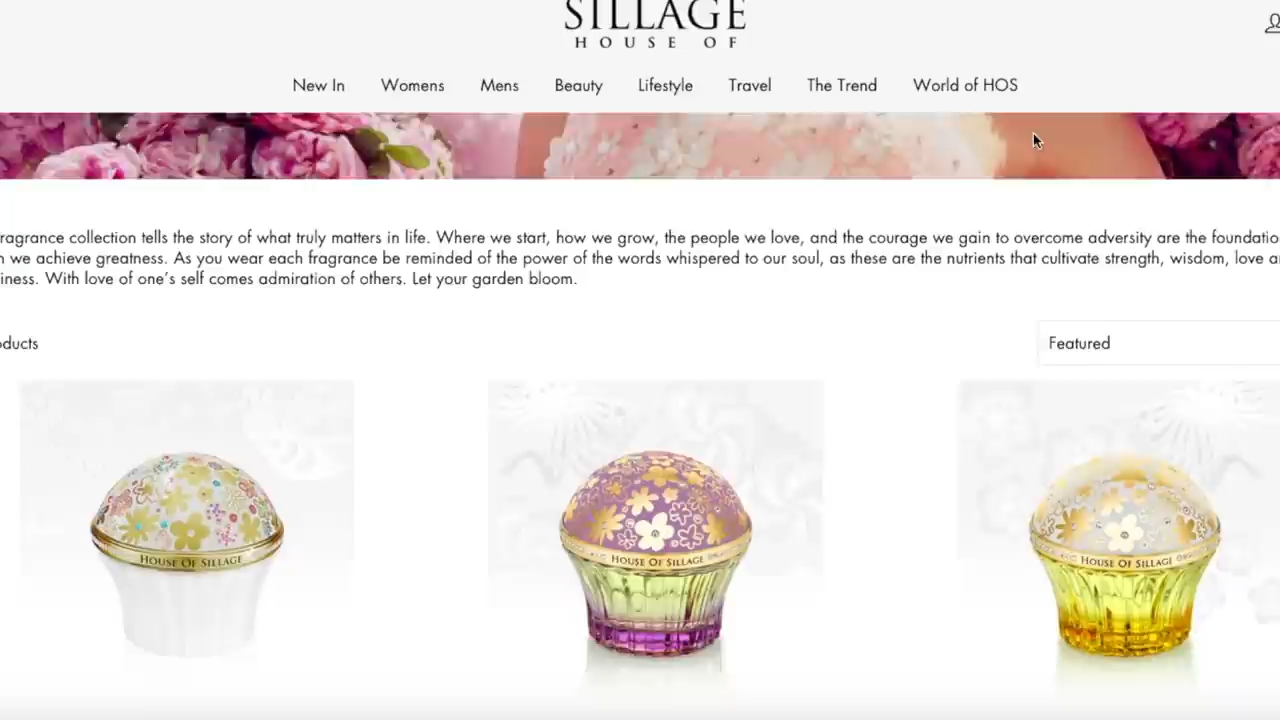 SILLAGE
HOUSE OF
New In Womens Mens Beauty Lifestyle Travel The Trend World of HOS
fragrance collection tells the story of what truly matters in life. Where we start, how we grow, the people we love, and the courage we gain to overcome adversity are the
we achieve greatness. As you wear each fragrance be reminded of the power of the words whispered to our soul, as these are the nutrients that cultivate strength, wisdom, love
With love of one's self comes admiration of others. Let your garden bloom.
Featured
HOUSE OF SILLAGE
HOUSE OF SILLAGE
HOUSE OF SILLAGE